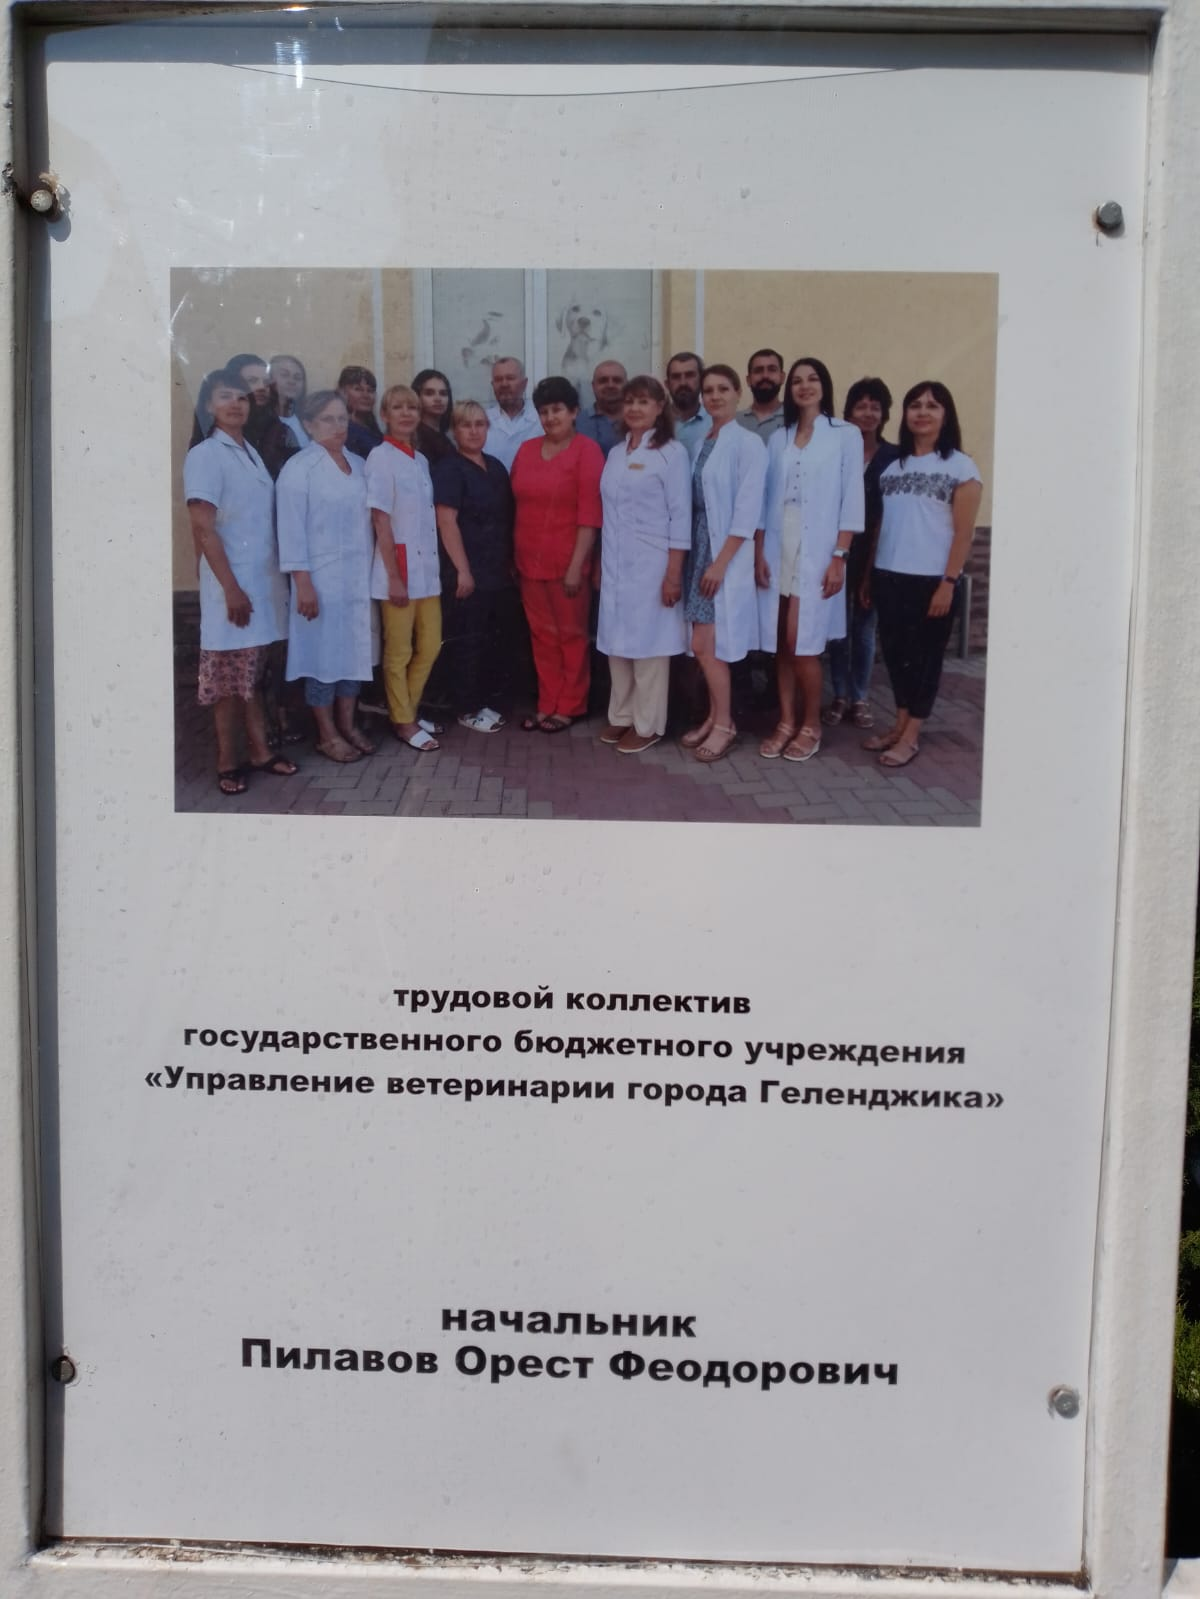 трудовой коллектив
государственного бюджетного учреждения
«Управление ветеринарии города Геленджика»
начальник
Пилавов Орест Феодорович